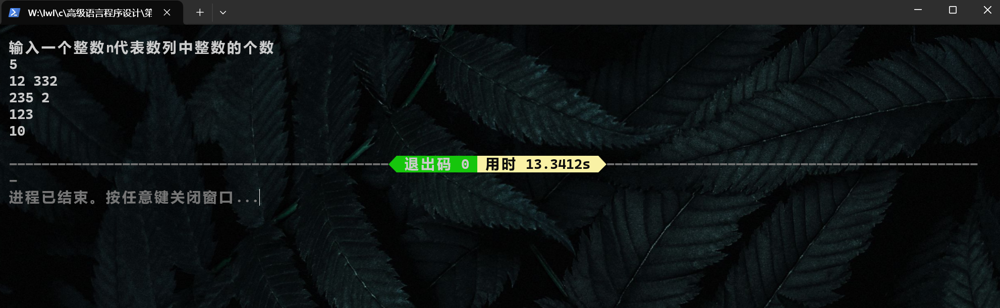 W:\lwl\c\高级语言程序设计\第
输入一个整数n代表数列中整数的个数
5
12 332
235 2
123
10
退出码 0 用时 13.3412s
进程已结束。按任意键关闭窗口...